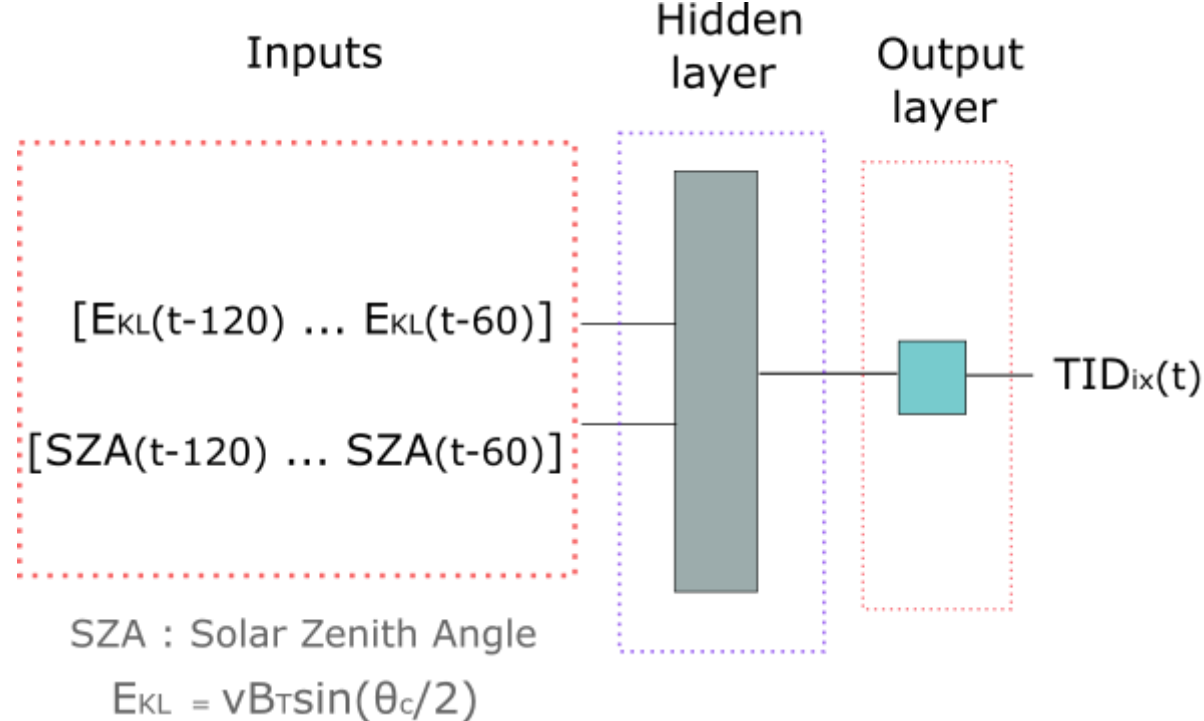 Inputs
Hidden
layer
Output
layer
[EKL(t-120) ... EKL(t-60)]
[SZA(t-120) ... SZA(t-60)]
TIDix(t)
SZA : Solar Zenith Angle
EKL = vBTsin(θc/2)